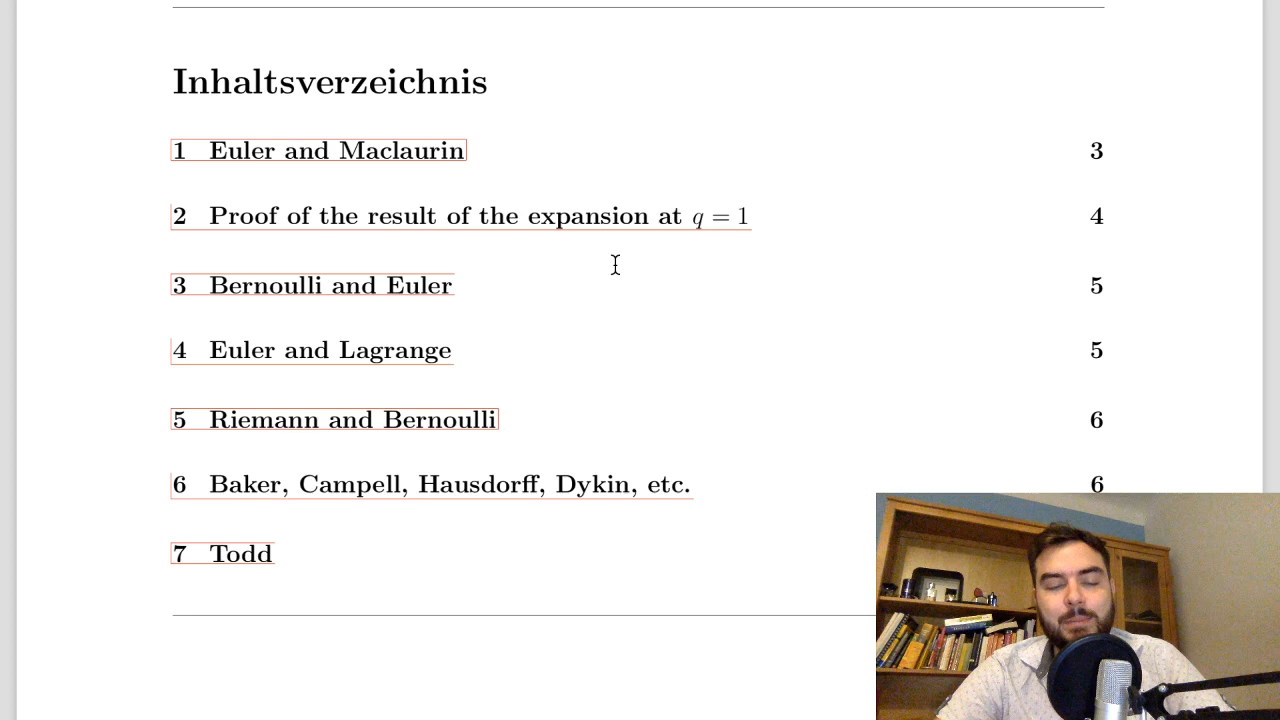 Inhaltsverzeichnis
1 Euler and Maclaurin 3
2 Proof of the result of the expansion at q = 1 4
3 Bernoulli and Euler 5
4 Euler and Lagrange 5
5 Riemann and Bernoulli 6
6 Baker, Campell, Hausdorff, Dykin, etc. 6
7 Todd